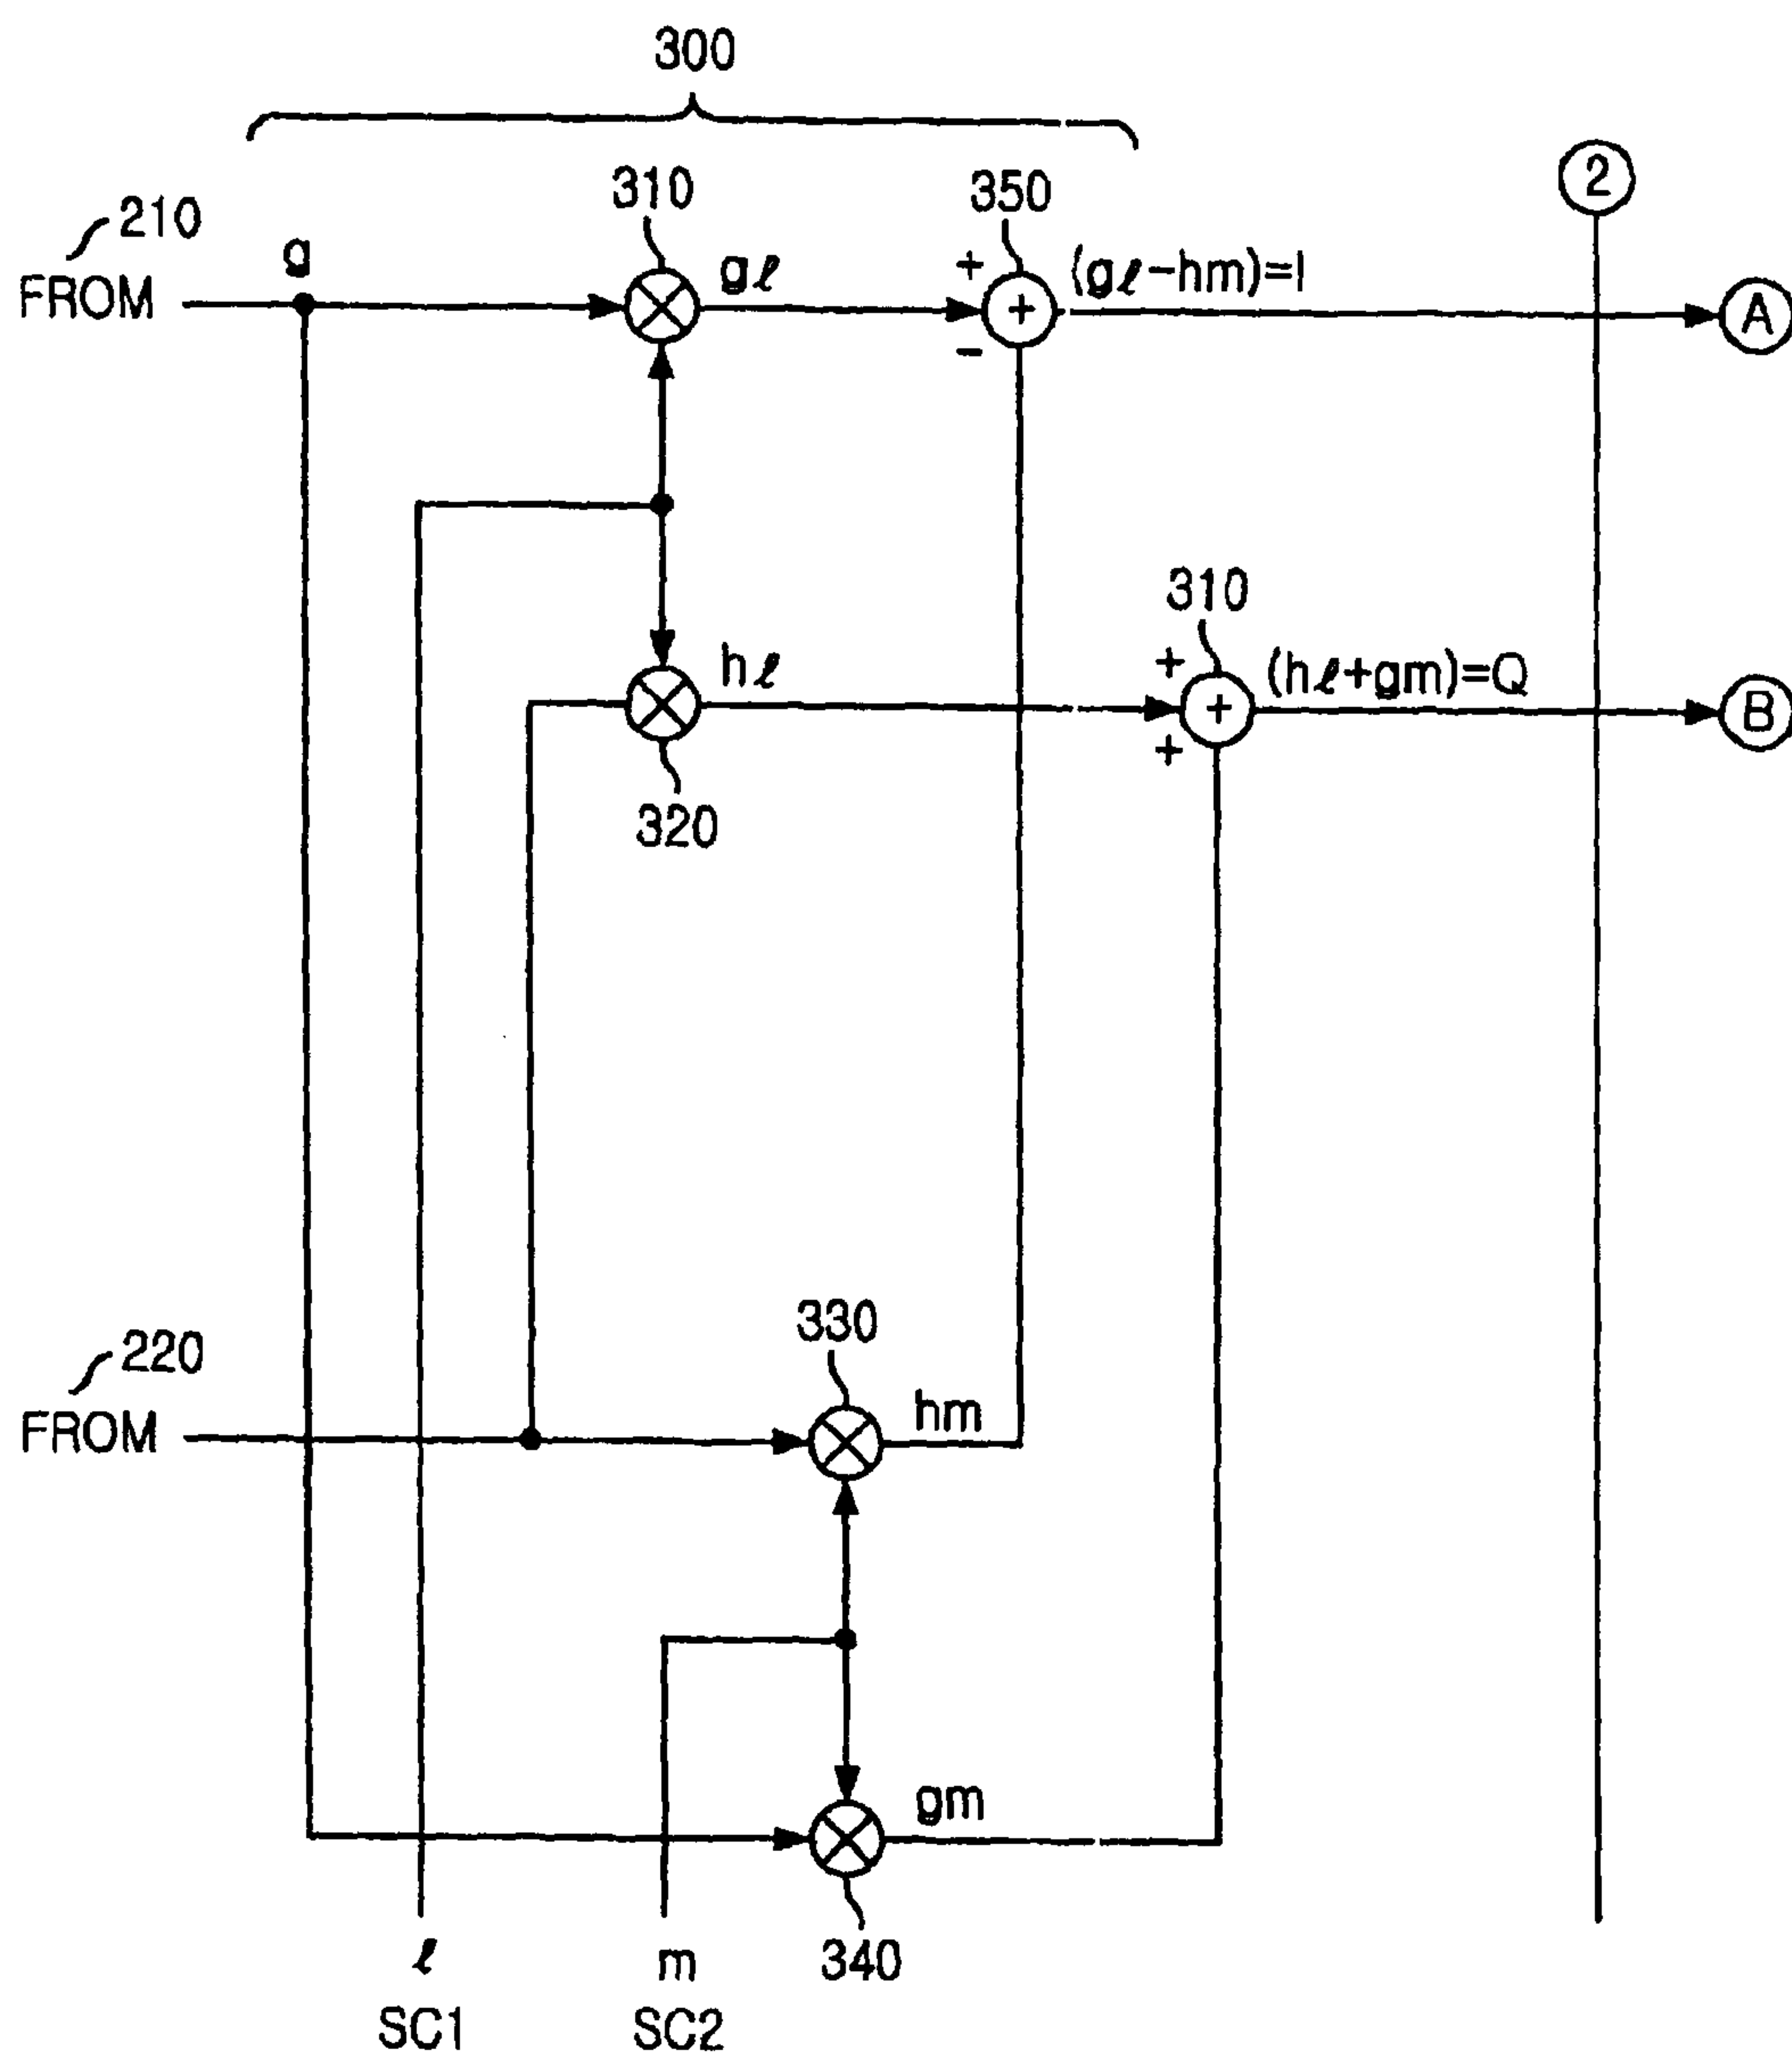 300
310
350
2
210
g
gℓ
+
(gℓ-hm)=I
FROM
+
A
-
310
hℓ
+
(hℓ+gm)=Q
+
B
+
320
330
220
hm
FROM
gm
ℓ
m
340
SC1
SC2